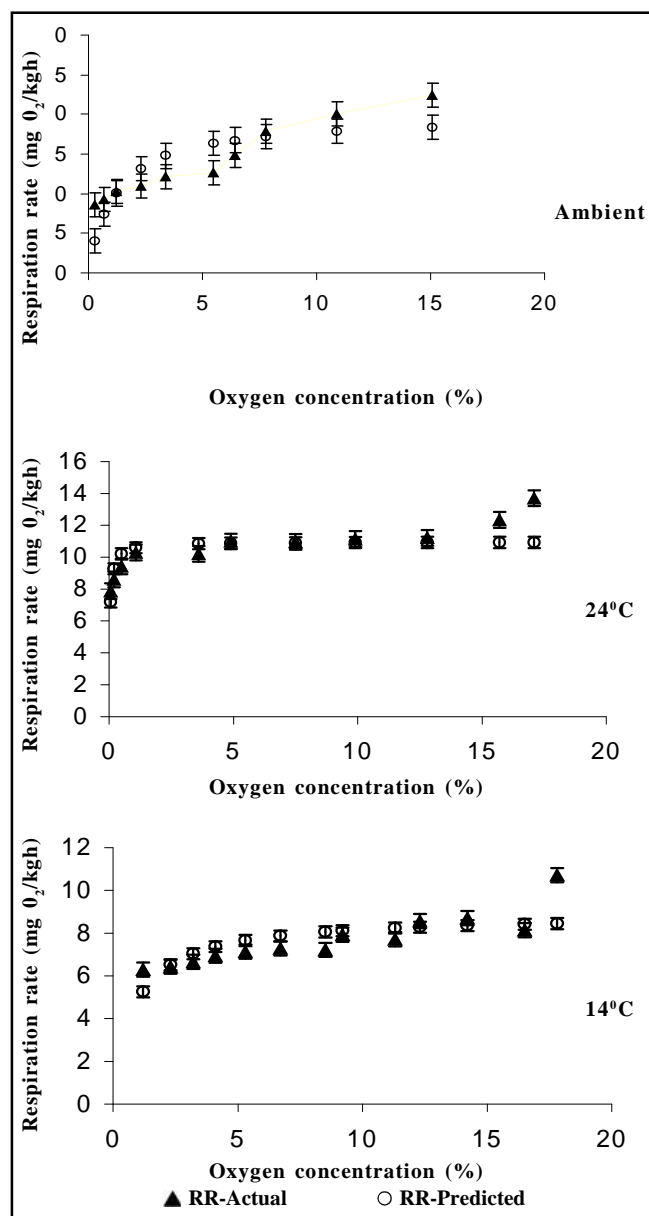 Respiration rate (mg 0₂/kgh)
0
5
0
5
0
5
0
0 5 10 15 20
Ambient
Oxygen concentration (%)
Respiration rate (mg 0₂/kgh)
16
14
12
10
8
6
4
2
0
0 5 10 15 20
24⁰C
Oxygen concentration (%)
Respiration rate (mg 0₂/kgh)
12
10
8
6
4
2
0
0 5 10 15 20
14⁰C
Oxygen concentration (%)
RR-Actual RR-Predicted